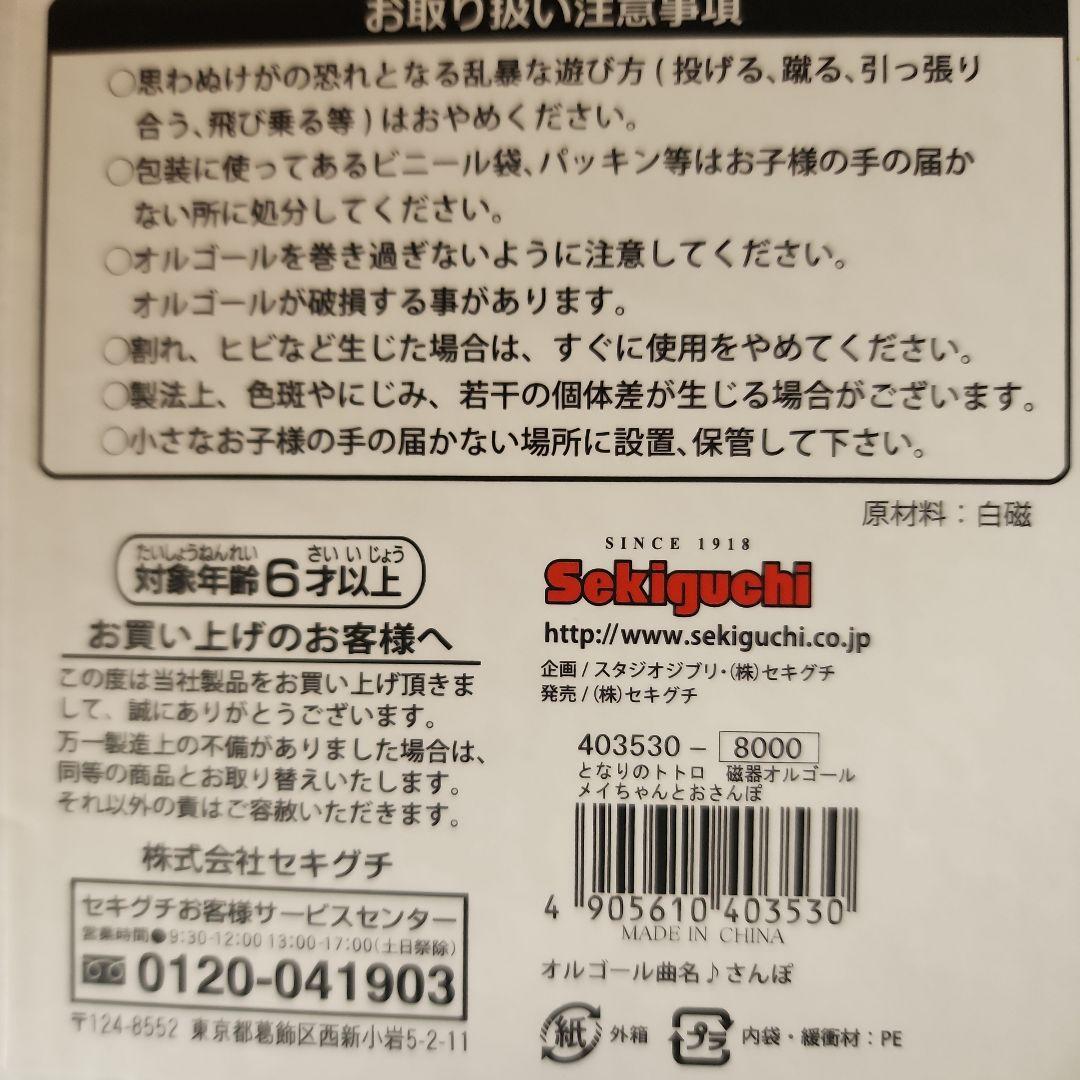 お取り扱い注意事項
○思わぬけがの恐れとなる乱暴な遊び方(投げる、蹴る、引っ張り
合う、飛び乗る等)はおやめください。
○包装に使ってあるビニール袋、パッキン等はお子様の手の届か
ない所に処分してください。
○オルゴールを巻き過ぎないように注意してください。
オルゴールが破損する事があります。
○割れ、ヒビなど生じた場合は、すぐに使用をやめてください。
○製法上、色斑やにじみ、若干の個体差が生じる場合がございます。
○小さなお子様の手の届かない場所に設置、保管して下さい。
原材料:白磁
たいしょうねんれい さい いじょう
対象年齢6才以上
お買い上げのお客様へ
この度は当社製品をお買い上げ頂きま
して、誠にありがとうございます。
万一製造上の不備がありました場合は、
同等の商品とお取り替えいたします。
それ以外の責はご容赦いただきます。
株式会社セキグチ
セキグチお客様サービスセンター
営業時間●9:30-12:00 13:00-17:00(土日祭除)
0120-041903
〒124-8552 東京都葛飾区西新小岩5-2-11
SINCE 1918
Sekiguchi
http://www.sekiguchi.co.jp
企画/スタジオジブリ・(株)セキグチ
発売/(株)セキグチ
403530-8000
となりのトトロ 磁器オルゴール
メイちゃんとおさんぽ
4 905610 403530
MADE IN CHINA
オルゴール曲名♪さんぽ
紙 外箱 プラ 内袋・緩衝材:PE